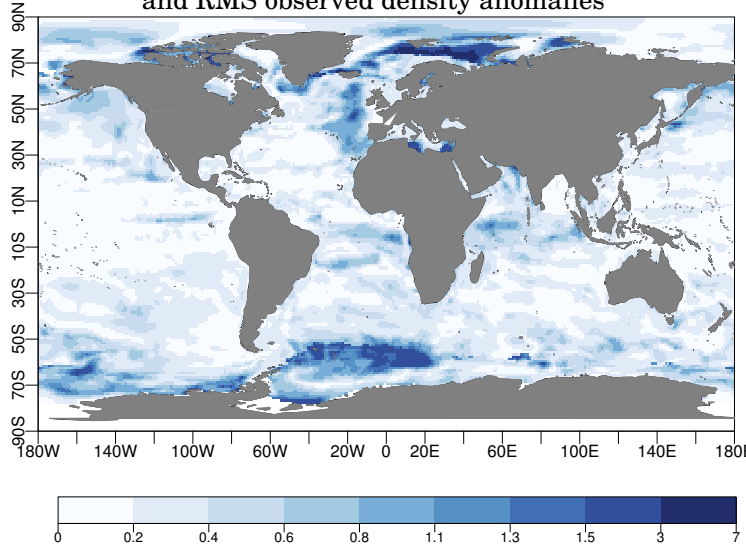 and RMS observed density anomalies
90N
70N
50N
30N
10N
10S
30S
50S
70S
90S
180W 140W 100W 60W 20W 0 20E 60E 100E 140E 180E
0 0.2 0.4 0.6 0.8 1.1 1.3 1.5 3 7